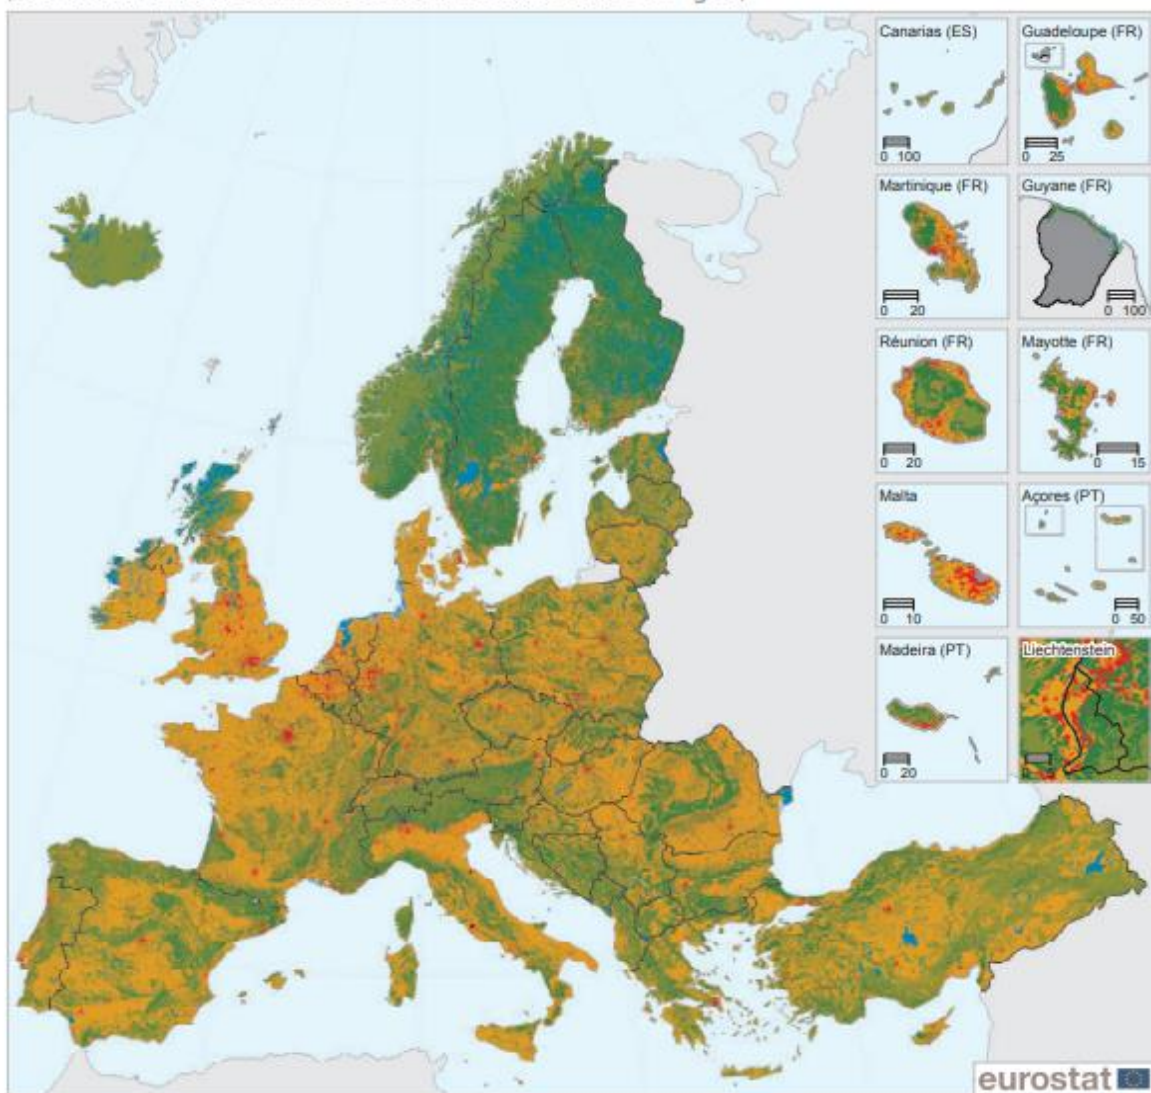 Canarias (ES)
0 100
Guadeloupe (FR)
0 25
Martinique (FR)
0 20
Guyane (FR)
0 100
Réunion (FR)
0 20
Mayotte (FR)
0 15
Malta
0 10
Açores (PT)
0 50
Madeira (PT)
0 20
Liechtenstein
eurostat